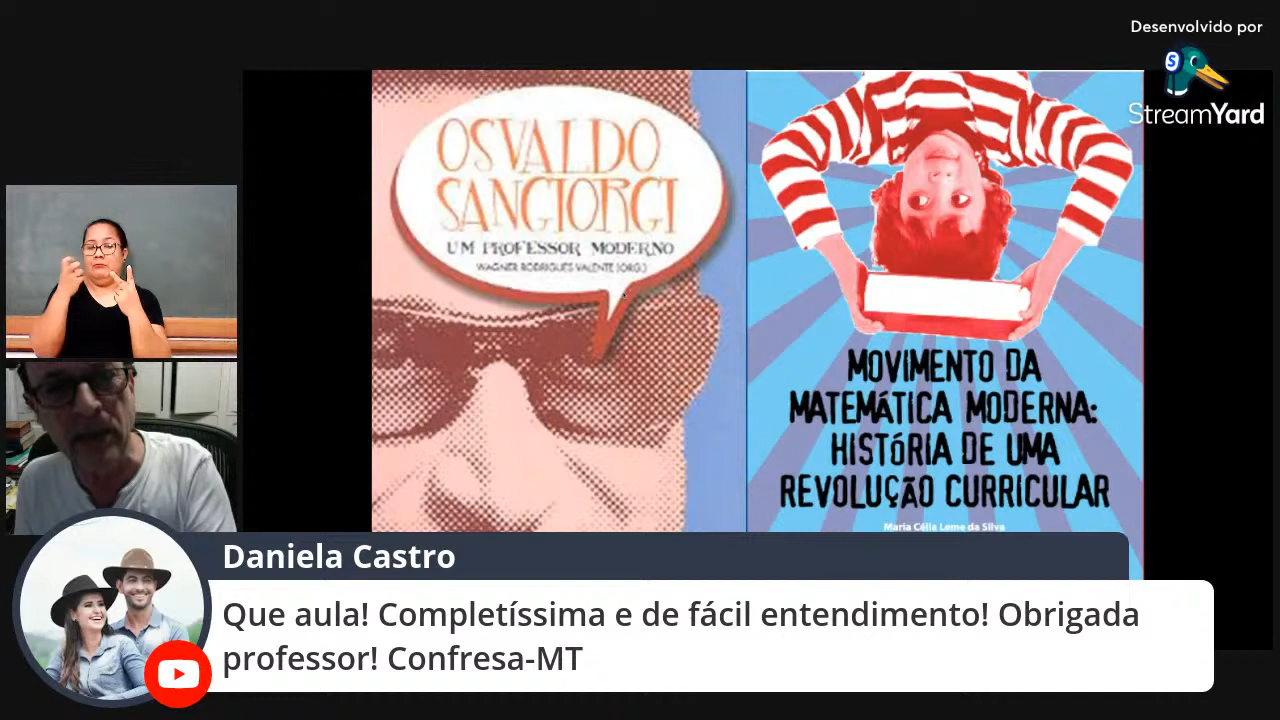 Desenvolvido por
StreamYard
OSVALDO
SANGIORGI
UM PROFESSOR MODERNO
WAGNER RODRIGUES VALENTE (ORG.)
MOVIMENTO DA
MATEMÁTICA MODERNA:
HISTÓRIA DE UMA
REVOLUÇÃO CURRICULAR
Maria Célia Leme da Silva
Daniela Castro
Que aula! Completíssima e de fácil entendimento! Obrigada
professor! Confresa-MT